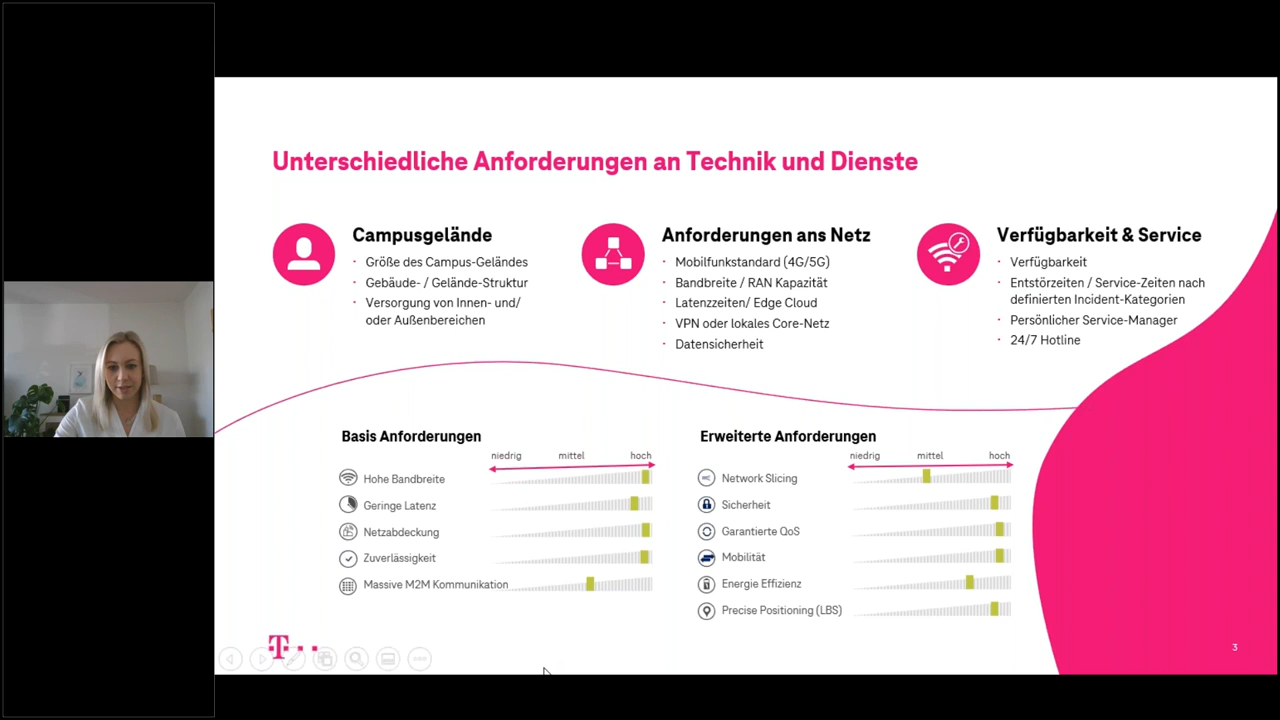 Unterschiedliche Anforderungen an Technik und Dienste
Campusgelände
· Größe des Campus-Geländes
· Gebäude- / Gelände-Struktur
· Versorgung von Innen- und/
oder Außenbereichen
Anforderungen ans Netz
· Mobilfunkstandard (4G/5G)
· Bandbreite / RAN Kapazität
· Latenzzeiten/ Edge Cloud
· VPN oder lokales Core-Netz
· Datensicherheit
Verfügbarkeit & Service
· Verfügbarkeit
· Entstörzeiten / Service-Zeiten nach
definierten Incident-Kategorien
· Persönlicher Service-Manager
· 24/7 Hotline
Basis Anforderungen
niedrig mittel hoch
Hohe Bandbreite
Geringe Latenz
Netzabdeckung
Zuverlässigkeit
Massive M2M Kommunikation
Erweiterte Anforderungen
niedrig mittel hoch
Network Slicing
Sicherheit
Garantierte QoS
Mobilität
Energie Effizienz
Precise Positioning (LBS)
T
3